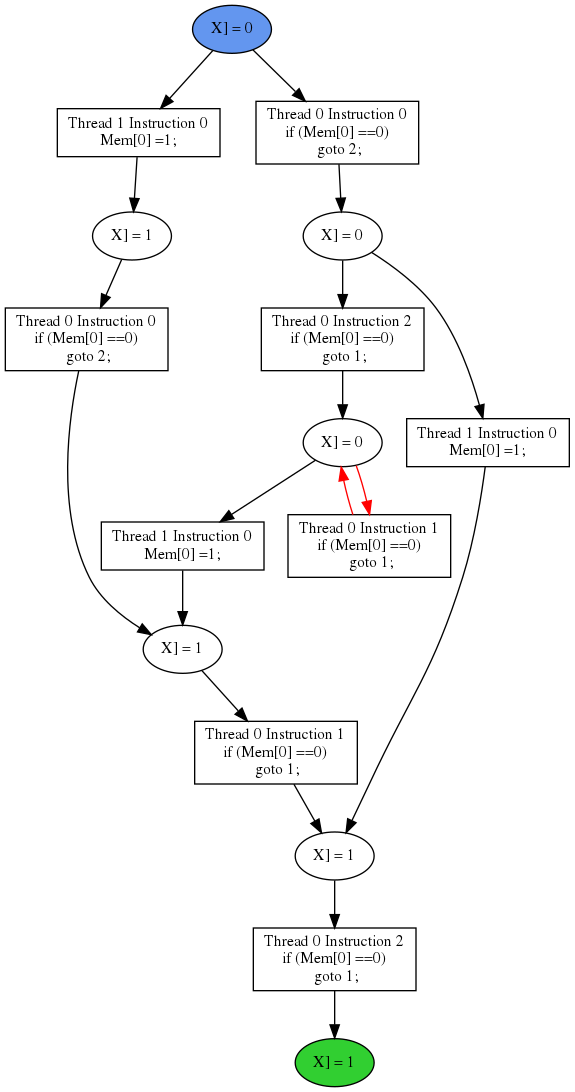 X] = 0
Thread 1 Instruction 0
Mem[0] =1;
Thread 0 Instruction 0
if (Mem[0] ==0)
goto 2;
X] = 1
X] = 0
Thread 0 Instruction 0
if (Mem[0] ==0)
goto 2;
Thread 0 Instruction 2
if (Mem[0] ==0)
goto 1;
X] = 0
Thread 1 Instruction 0
Mem[0] =1;
Thread 1 Instruction 0
Mem[0] =1;
Thread 0 Instruction 1
if (Mem[0] ==0)
goto 1;
X] = 1
Thread 0 Instruction 1
if (Mem[0] ==0)
goto 1;
X] = 1
Thread 0 Instruction 2
if (Mem[0] ==0)
goto 1;
X] = 1